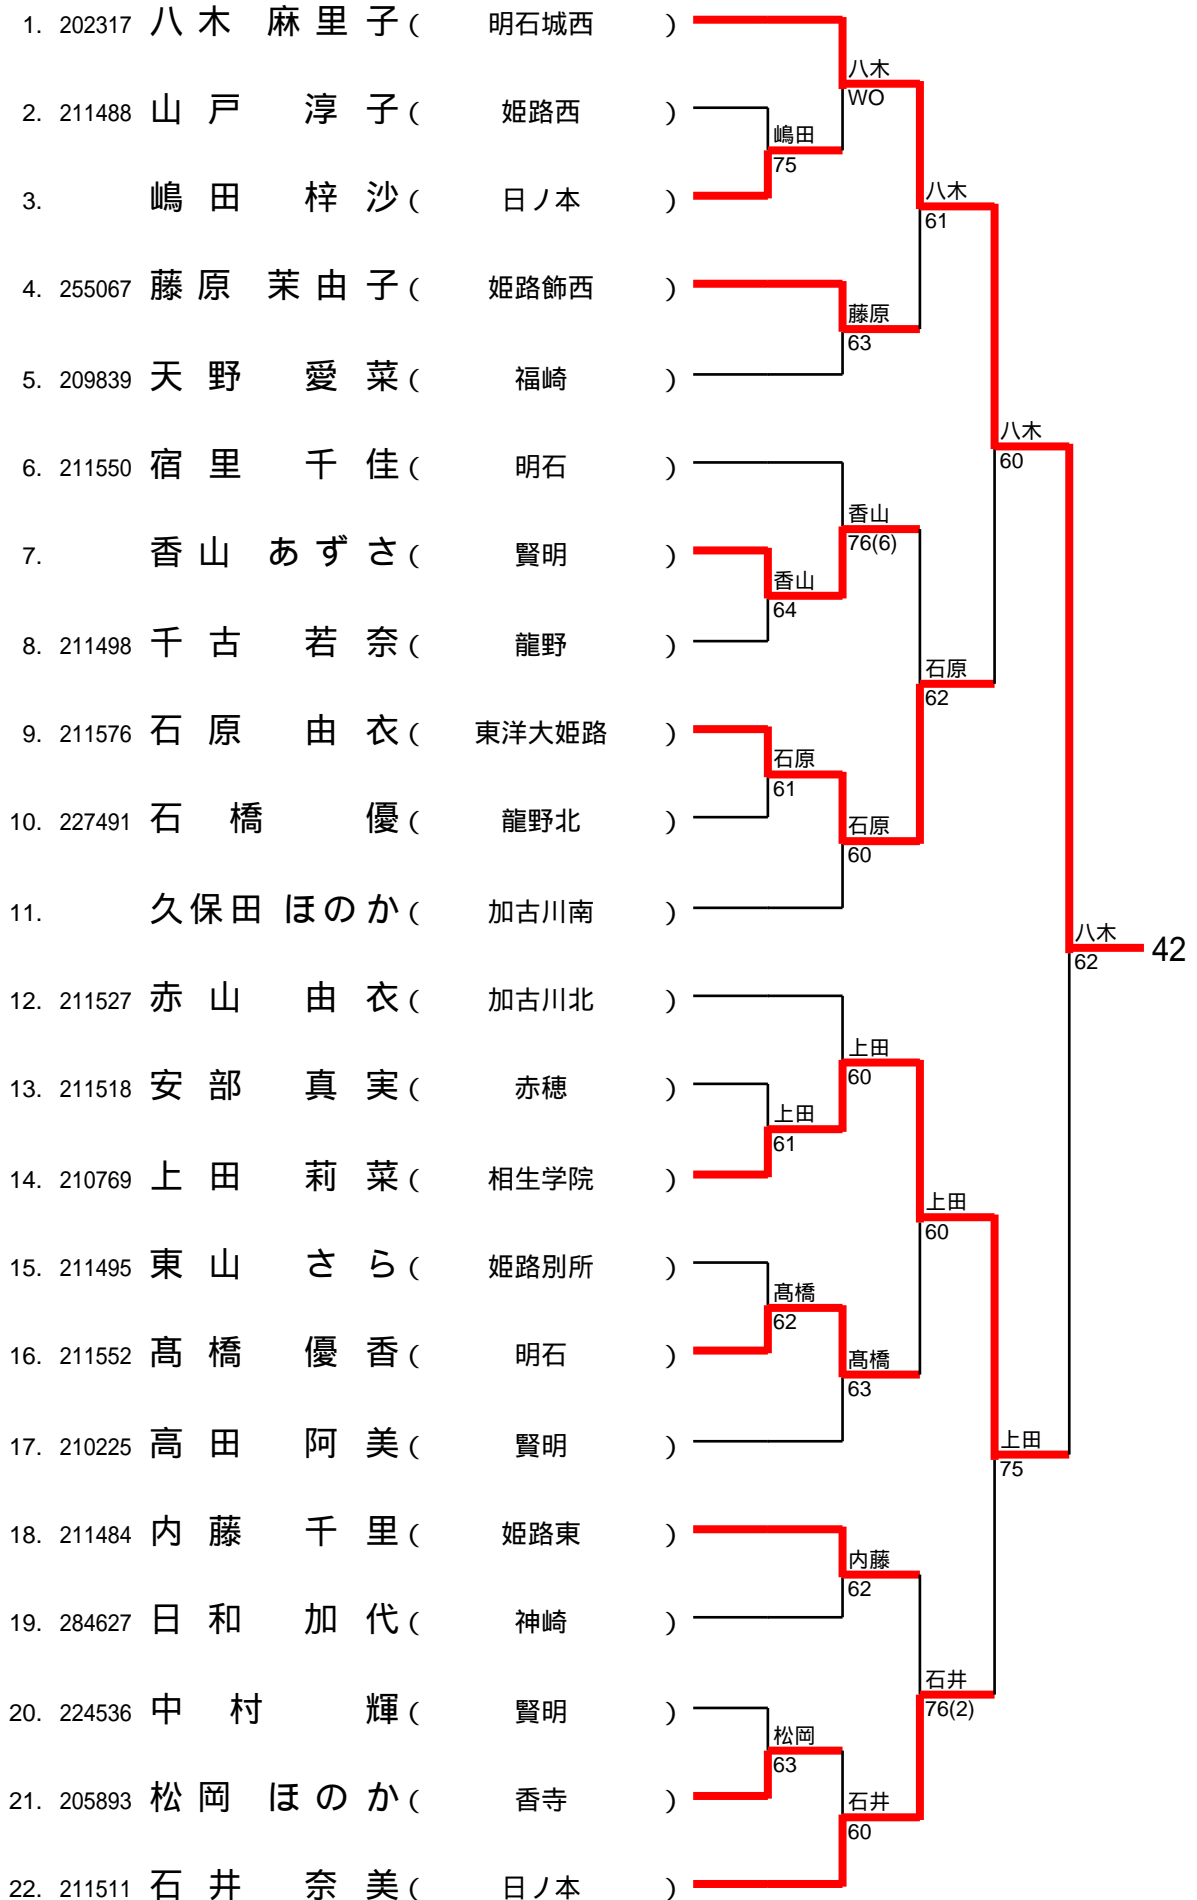 1. 202317 八木 麻里子 ( 明石城西 )
八木
WO
2. 211488 山戸 淳子 ( 姫路西 )
嶋田
75
3. 嶋田 梓沙 ( 日ノ本 )
八木
61
4. 255067 藤原 茉由子 ( 姫路飾西 )
藤原
63
5. 209839 天野 愛菜 ( 福崎 )
八木
60
6. 211550 宿里 千佳 ( 明石 )
香山
76(6)
7. 香山 あずさ ( 賢明 )
香山
64
8. 211498 千古 若奈 ( 龍野 )
石原
62
9. 211576 石原 由衣 ( 東洋大姫路 )
石原
61
10. 227491 石橋 優 ( 龍野北 )
石原
60
11. 久保田 ほのか ( 加古川南 )
八木
62
42
12. 211527 赤山 由衣 ( 加古川北 )
上田
60
13. 211518 安部 真実 ( 赤穂 )
上田
61
14. 210769 上田 莉菜 ( 相生学院 )
上田
60
15. 211495 東山 さら ( 姫路別所 )
髙橋
62
16. 211552 髙橋 優香 ( 明石 )
髙橋
63
17. 210225 高田 阿美 ( 賢明 )
上田
75
18. 211484 内藤 千里 ( 姫路東 )
内藤
62
19. 284627 日和 加代 ( 神崎 )
石井
76(2)
20. 224536 中村 輝 ( 賢明 )
松岡
63
21. 205893 松岡 ほのか ( 香寺 )
石井
60
22. 211511 石井 奈美 ( 日ノ本 )